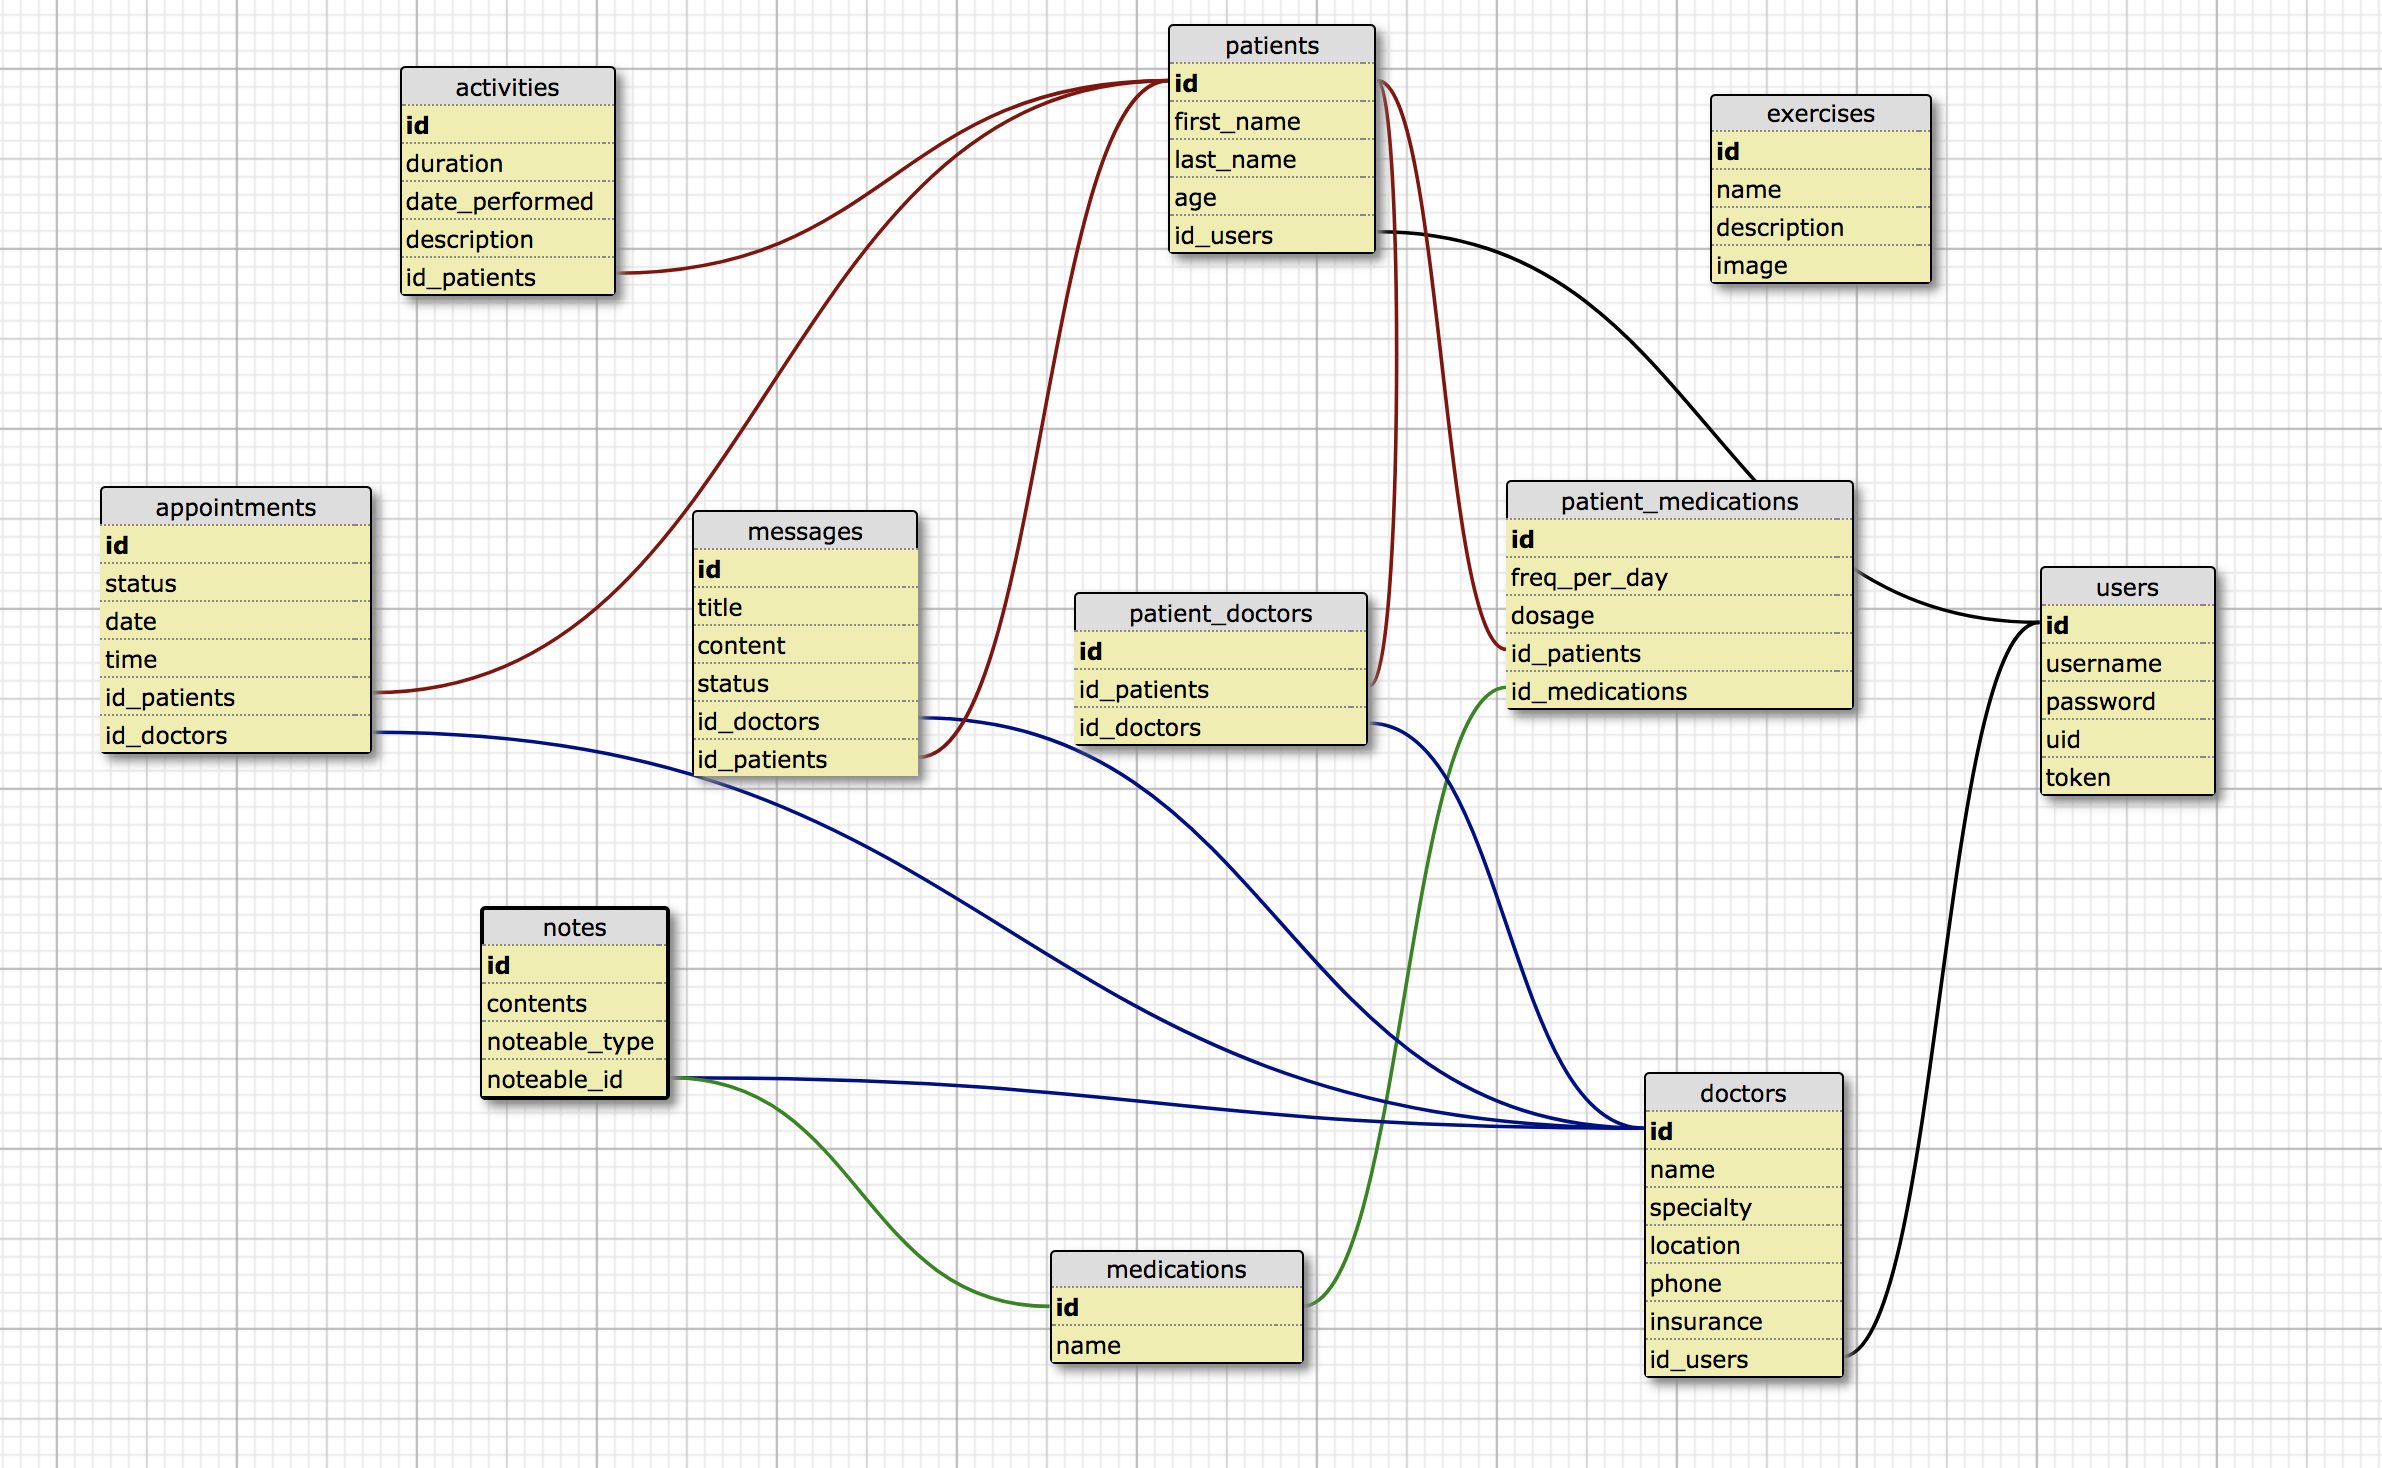 patients
id
first_name
last_name
age
id_users
activities
id
duration
date_performed
description
id_patients
exercises
id
name
description
image
appointments
id
status
date
time
id_patients
id_doctors
messages
id
title
content
status
id_doctors
id_patients
patient_doctors
id
id_patients
id_doctors
patient_medications
id
freq_per_day
dosage
id_patients
id_medications
users
id
username
password
uid
token
notes
id
contents
noteable_type
noteable_id
medications
id
name
doctors
id
name
specialty
location
phone
insurance
id_users